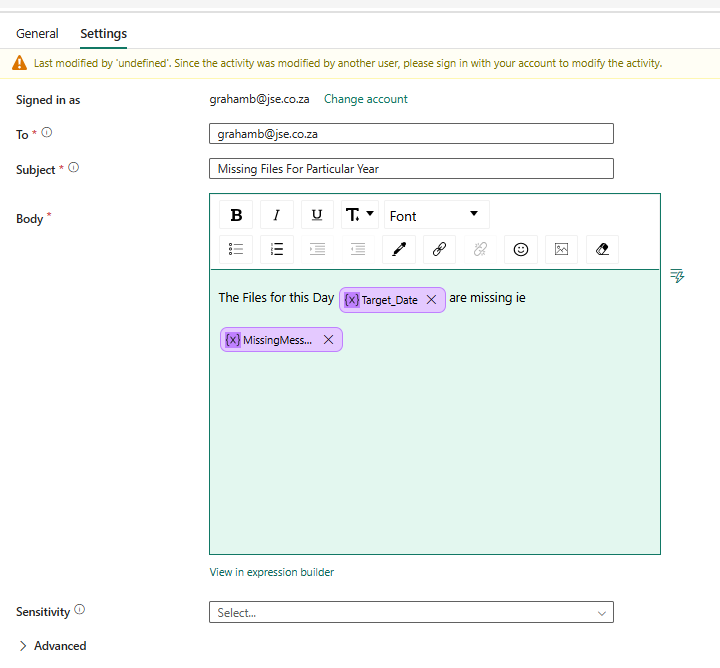 General Settings
Last modified by 'undefined'. Since the activity was modified by another user, please sign in with your account to modify the activity.
Signed in as grahamb@jse.co.za Change account
To * grahamb@jse.co.za
Subject * Missing Files For Particular Year
Body *
B I U T. Font
The Files for this Day {x} Target_Date are missing ie
{x} MissingMess...
View in expression builder
Sensitivity Select...
Advanced